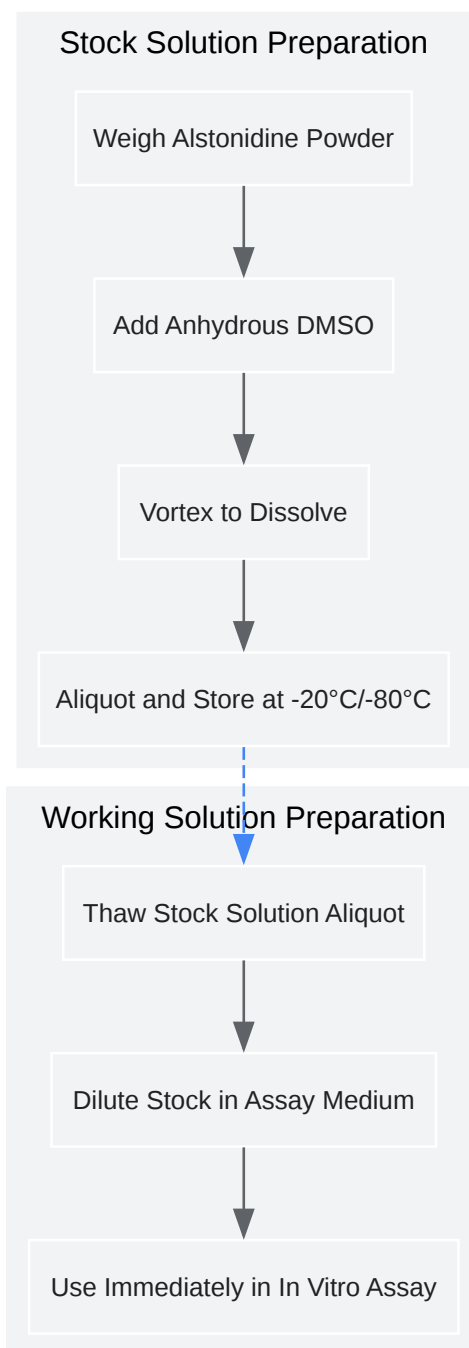 Stock Solution Preparation
Weigh Alstonidine Powder
Add Anhydrous DMSO
Vortex to Dissolve
Aliquot and Store at -20°C/-80°C
Working Solution Preparation
Thaw Stock Solution Aliquot
Dilute Stock in Assay Medium
Use Immediately in In Vitro Assay